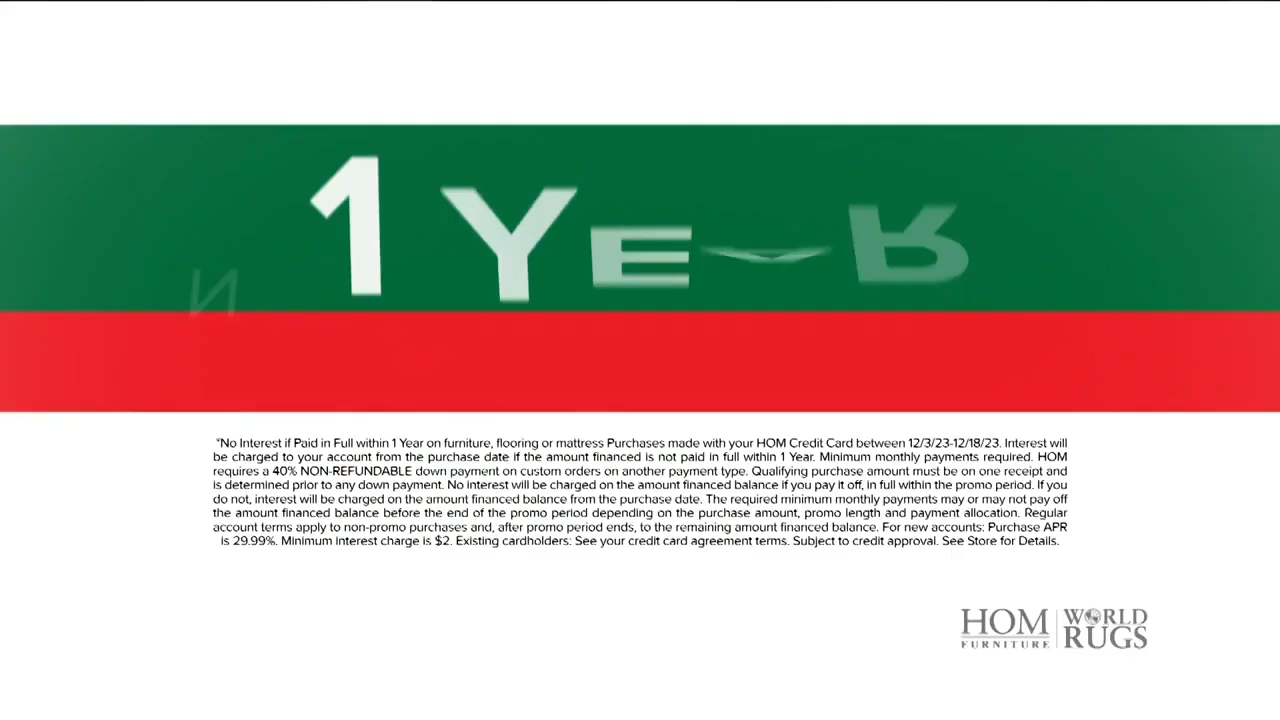 1 YEAR
*No Interest if Paid in Full within 1 Year on furniture, flooring or mattress Purchases made with your HOM Credit Card between 12/3/23-12/18/23. Interest will
be charged to your account from the purchase date if the amount financed is not paid in full within 1 Year. Minimum monthly payments required. HOM
requires a 40% NON-REFUNDABLE down payment on custom orders on another payment type. Qualifying purchase amount must be on one receipt and
is determined prior to any down payment. No interest will be charged on the amount financed balance if you pay it off, in full within the promo period. If you
do not, interest will be charged on the amount financed balance from the purchase date. The required minimum monthly payments may or may not pay off
the amount financed balance before the end of the promo period depending on the purchase amount, promo length and payment allocation. Regular
account terms apply to non-promo purchases and, after promo period ends, to the remaining amount financed balance. For new accounts: Purchase APR
is 29.99%. Minimum interest charge is $2. Existing cardholders: See your credit card agreement terms. Subject to credit approval. See Store for Details.
HOM FURNITURE
WORLD RUGS